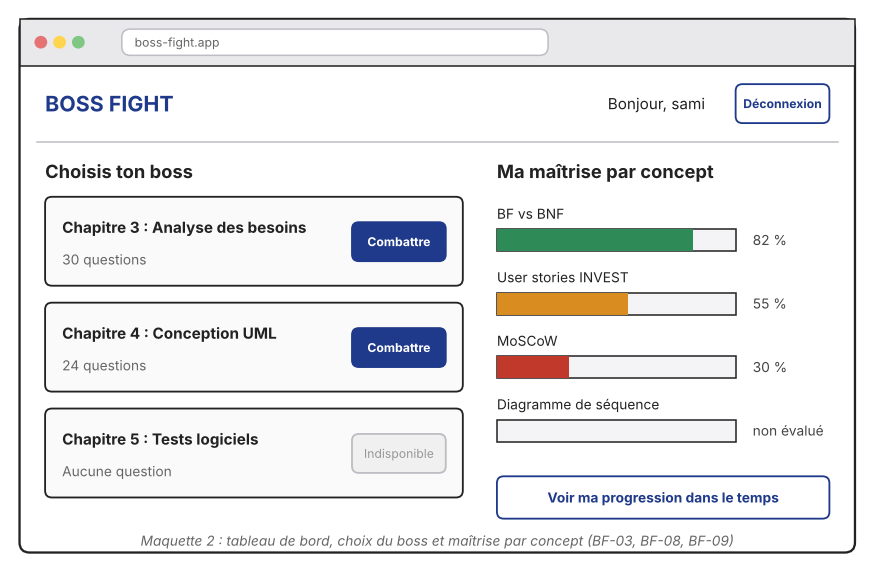 boss-fight.app
BOSS FIGHT
Bonjour, sami
Déconnexion
Choisis ton boss
Chapitre 3 : Analyse des besoins
30 questions
Combattre
Chapitre 4 : Conception UML
24 questions
Combattre
Chapitre 5 : Tests logiciels
Aucune question
Indisponible
Ma maîtrise par concept
BF vs BNF
82 %
User stories INVEST
55 %
MoSCoW
30 %
Diagramme de séquence
non évalué
Voir ma progression dans le temps
Maquette 2 : tableau de bord, choix du boss et maîtrise par concept (BF-03, BF-08, BF-09)